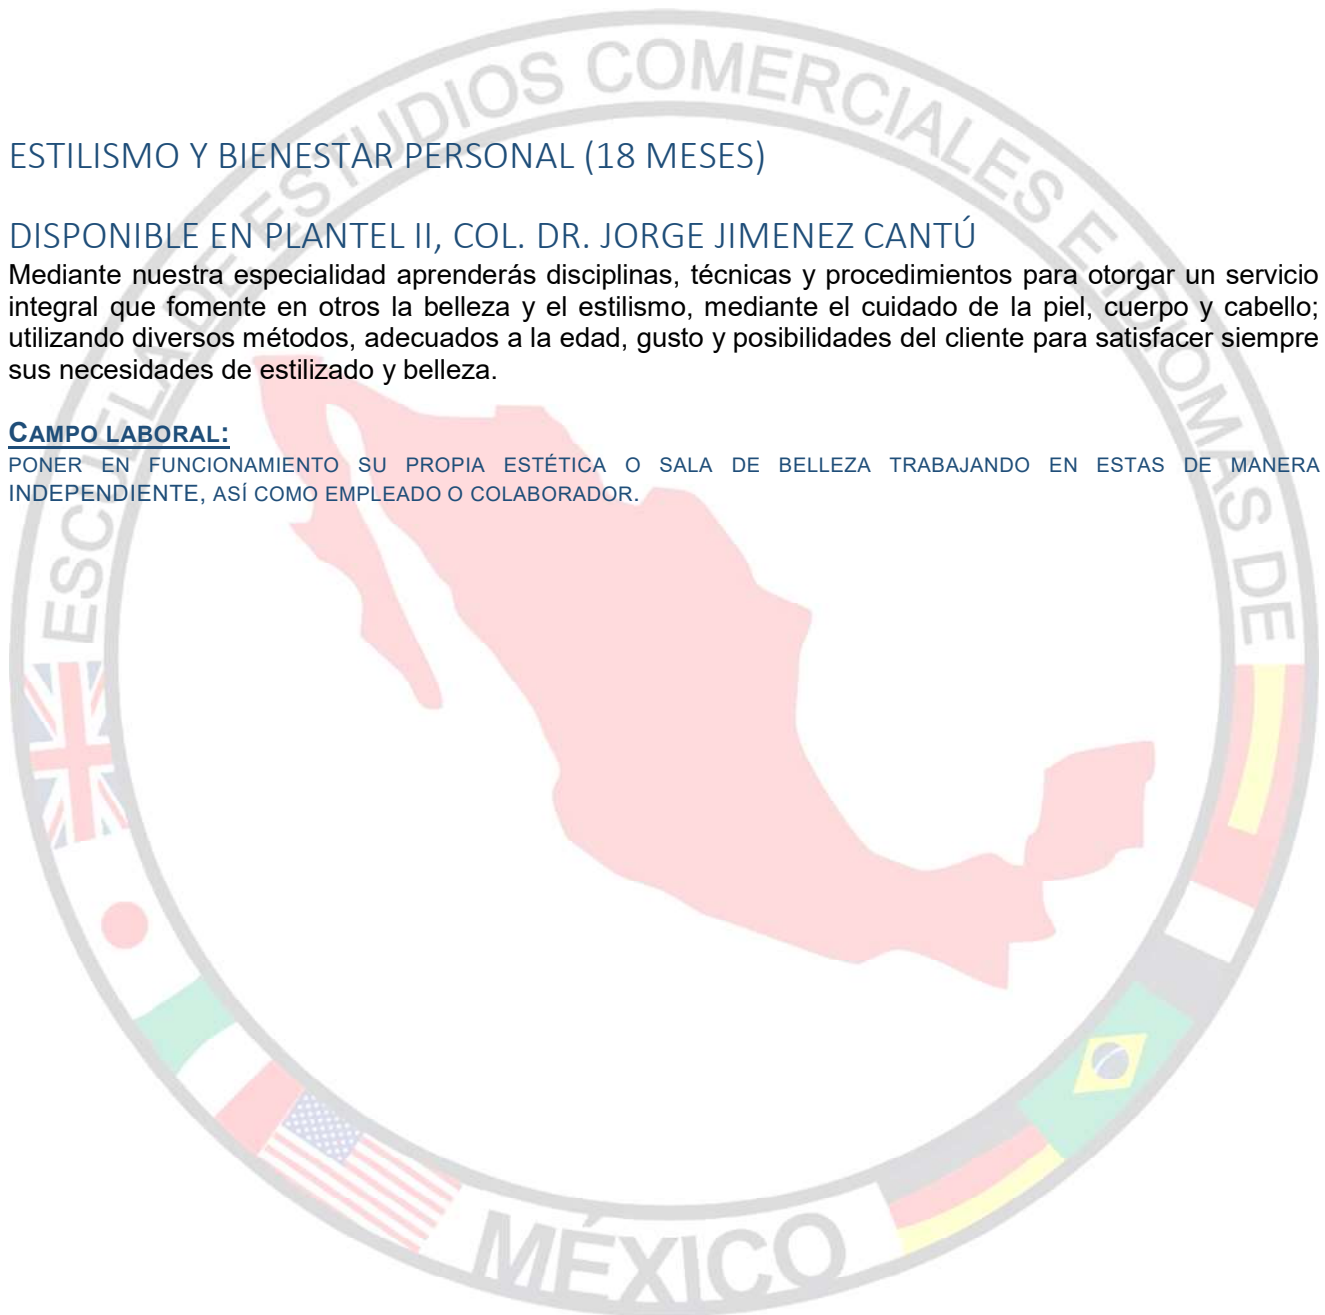 ESCUELA DE ESTUDIOS COMERCIALES E IDIOMAS DE
MÉXICO
ESTILISMO Y BIENESTAR PERSONAL (18 MESES)
DISPONIBLE EN PLANTEL II, COL. DR. JORGE JIMENEZ CANTÚ
Mediante nuestra especialidad aprenderás disciplinas, técnicas y procedimientos para otorgar un servicio
integral que fomente en otros la belleza y el estilismo, mediante el cuidado de la piel, cuerpo y cabello;
utilizando diversos métodos, adecuados a la edad, gusto y posibilidades del cliente para satisfacer siempre
sus necesidades de estilizado y belleza.
CAMPO LABORAL:
PONER EN FUNCIONAMIENTO SU PROPIA ESTÉTICA O SALA DE BELLEZA TRABAJANDO EN ESTAS DE MANERA
INDEPENDIENTE, ASÍ COMO EMPLEADO O COLABORADOR.